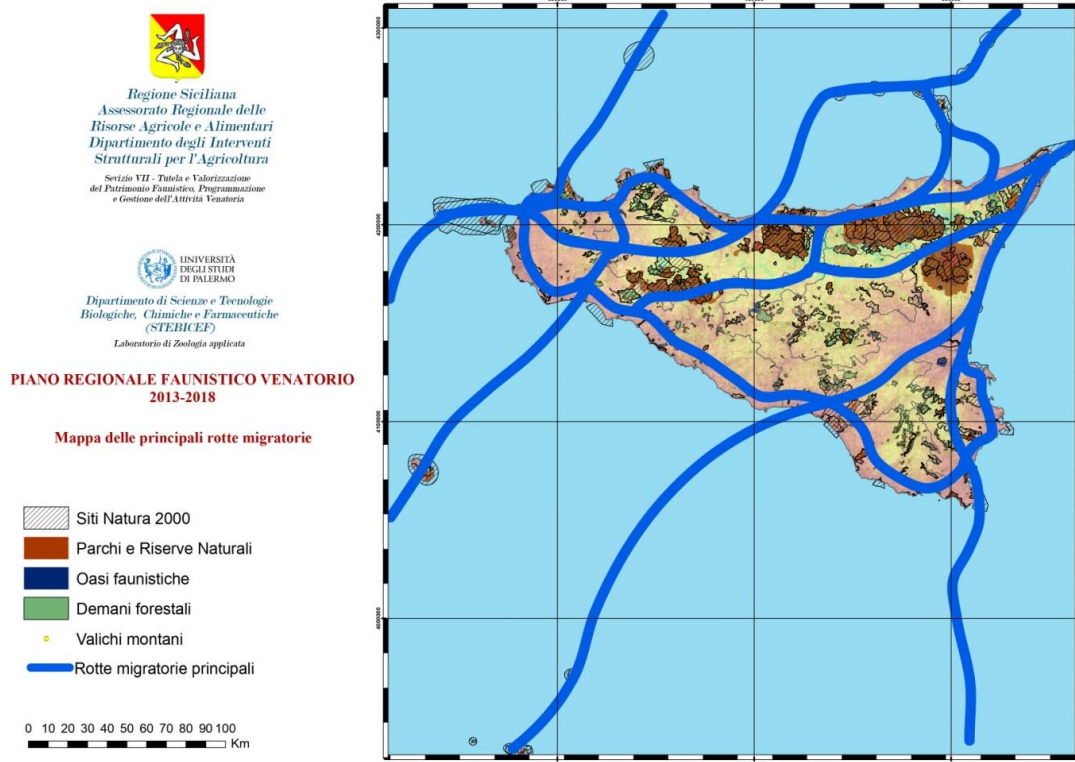 Regione Siciliana
Assessorato Regionale delle
Risorse Agricole e Alimentari
Dipartimento degli Interventi
Strutturali per l'Agricoltura
Sevizio VII - Tutela e Valorizzazione
del Patrimonio Faunistico, Programmazione
e Gestione dell'Attività Venatoria
UNIVERSITÀ
DEGLI STUDI
DI PALERMO
Dipartimento di Scienze e Tecnologie
Biologiche, Chimiche e Farmaceutiche
(STEBICEF)
Laboratorio di Zoologia applicata
PIANO REGIONALE FAUNISTICO VENATORIO
2013-2018
Mappa delle principali rotte migratorie
Siti Natura 2000
Parchi e Riserve Naturali
Oasi faunistiche
Demani forestali
Valichi montani
Rotte migratorie principali
0 10 20 30 40 50 60 70 80 90 100
Km
4300000
4200000
4100000
4000000